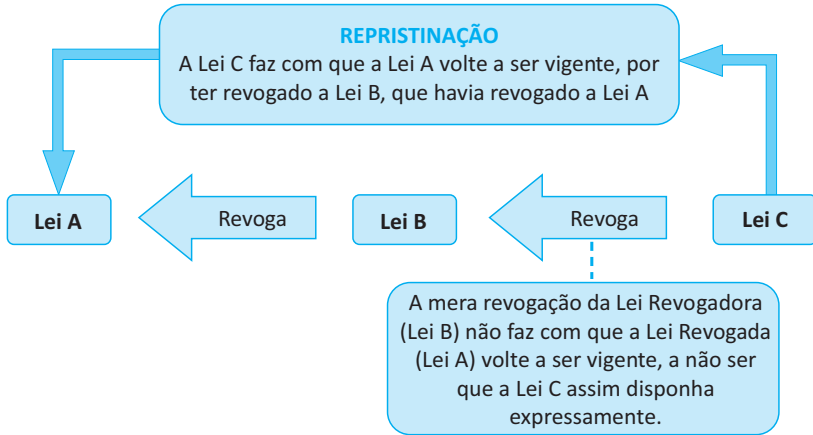 REPRISTINAÇÃO
A Lei C faz com que a Lei A volte a ser vigente, por
ter revogado a Lei B, que havia revogado a Lei A
Lei A
Revoga
Lei B
Revoga
Lei C
A mera revogação da Lei Revogadora
(Lei B) não faz com que a Lei Revogada
(Lei A) volte a ser vigente, a não ser
que a Lei C assim disponha
expressamente.